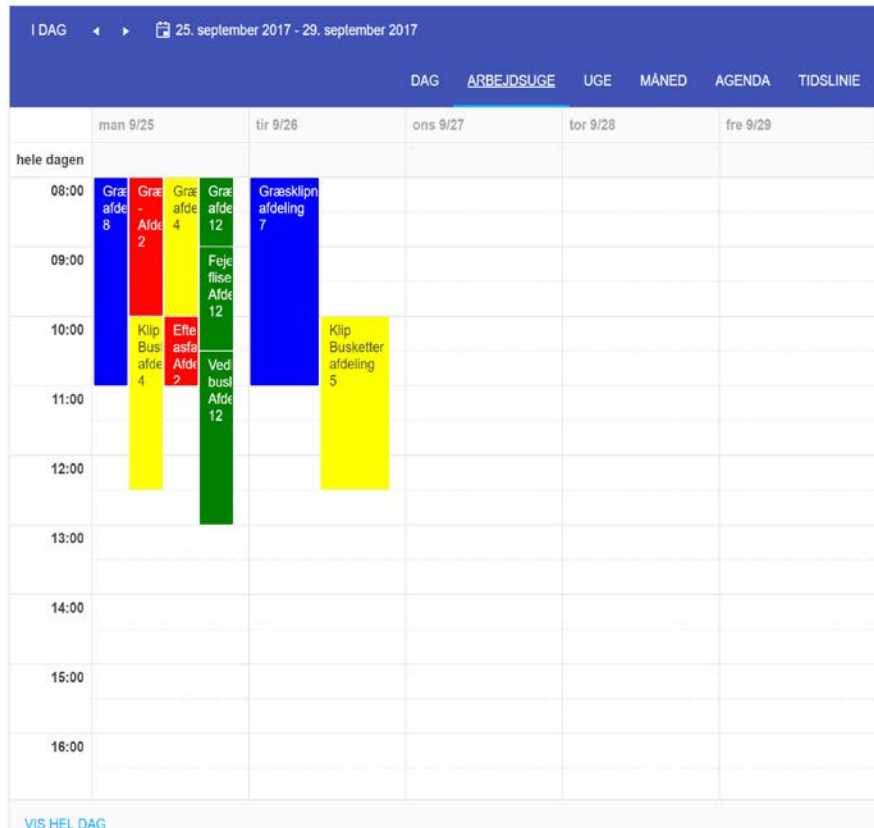 I DAG
25. september 2017 - 29. september 2017
DAG ARBEJDSUGE UGE MÅNED AGENDA TIDSLINIE
man 9/25 tir 9/26 ons 9/27 tor 9/28 fre 9/29
hele dagen
08:00
09:00
10:00
11:00
12:00
13:00
14:00
15:00
16:00
Græ
afde
8
Græ
-
Afde
2
Græ
afde
4
Græ
afde
12
Feje
flise
Afde
12
Klip
Busl
afde
4
Efte
asfa
Afde
2
Ved
busl
Afde
12
Græsklipn
afdeling
7
Klip
Busketter
afdeling
5
VIS HEL DAG